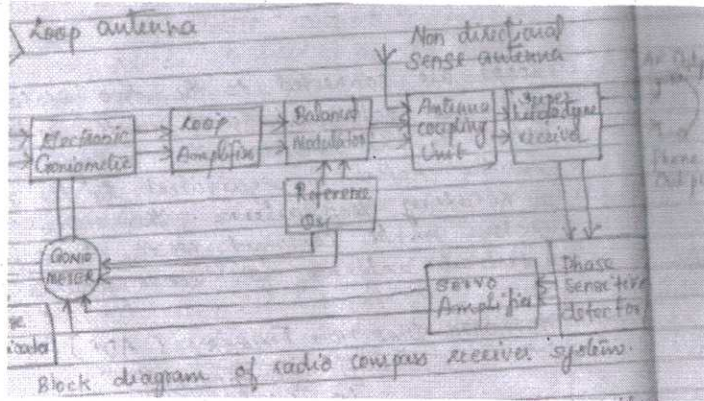 Loop antenna
Non directional
sense antenna
Electronic
Goniometer
Loop
Amplifier
Balanced
Modulator
Antenna
coupling
Unit
Super
heterodyne
receiver
Reference
Osc
GONIO
METER
Servo
Amplifier
Phase
sensitive
detector
Phone
Block diagram of radio compass receiver system.